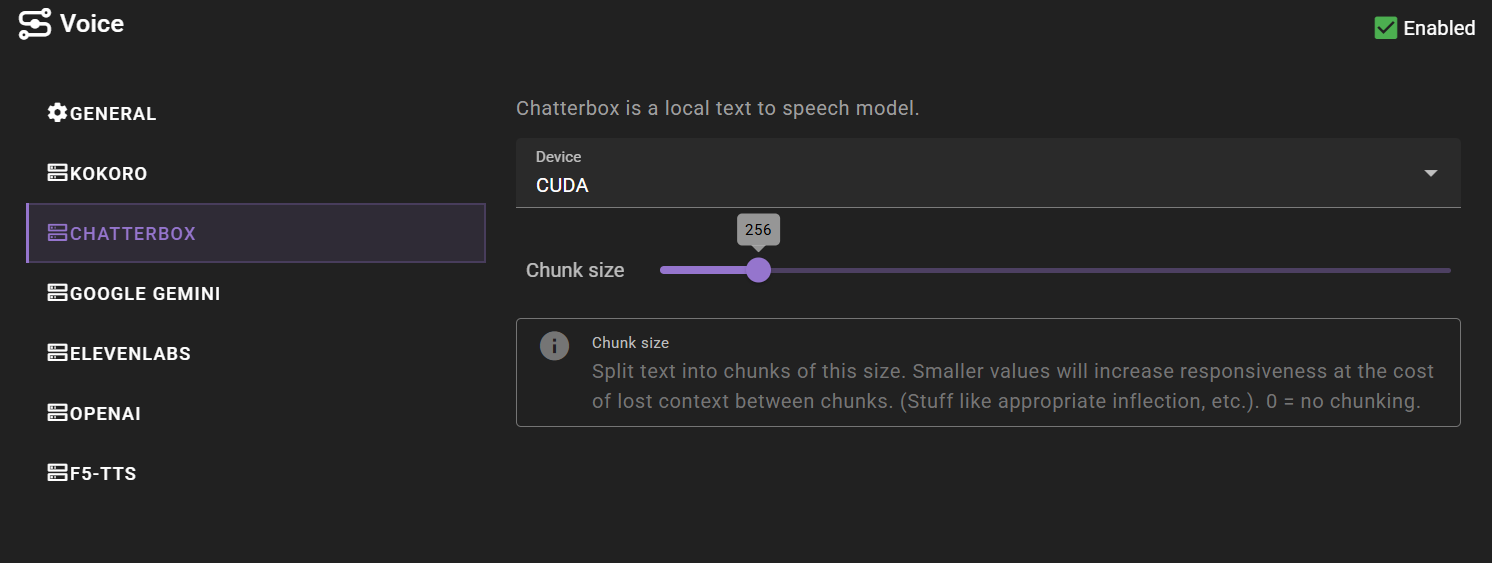 Voice
Enabled
GENERAL
KOKORO
CHATTERBOX
GOOGLE GEMINI
ELEVENLABS
OPENAI
F5-TTS
Chatterbox is a local text to speech model.
Device
CUDA
256
Chunk size
Chunk size
Split text into chunks of this size. Smaller values will increase responsiveness at the cost
of lost context between chunks. (Stuff like appropriate inflection, etc.). 0 = no chunking.